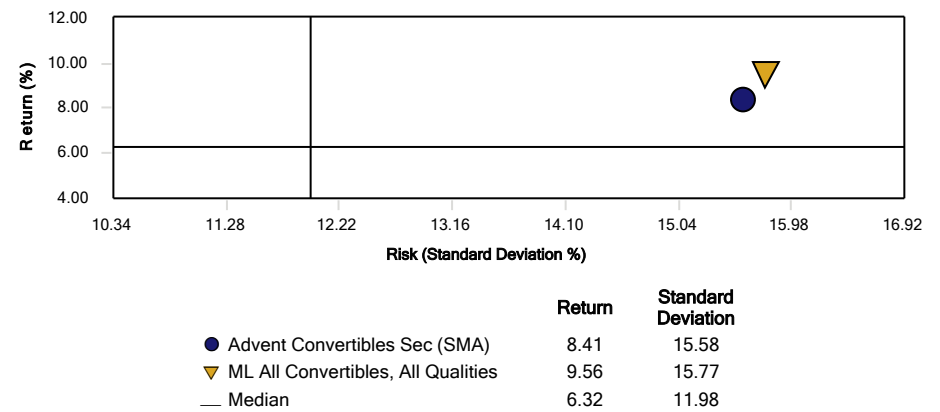 12.00
10.00
8.00
6.00
4.00
Return (%)
10.34 11.28 12.22 13.16 14.10 15.04 15.98 16.92
Risk (Standard Deviation %)
Return Standard Deviation
Advent Convertibles Sec (SMA) 8.41 15.58
ML All Convertibles, All Qualities 9.56 15.77
Median 6.32 11.98